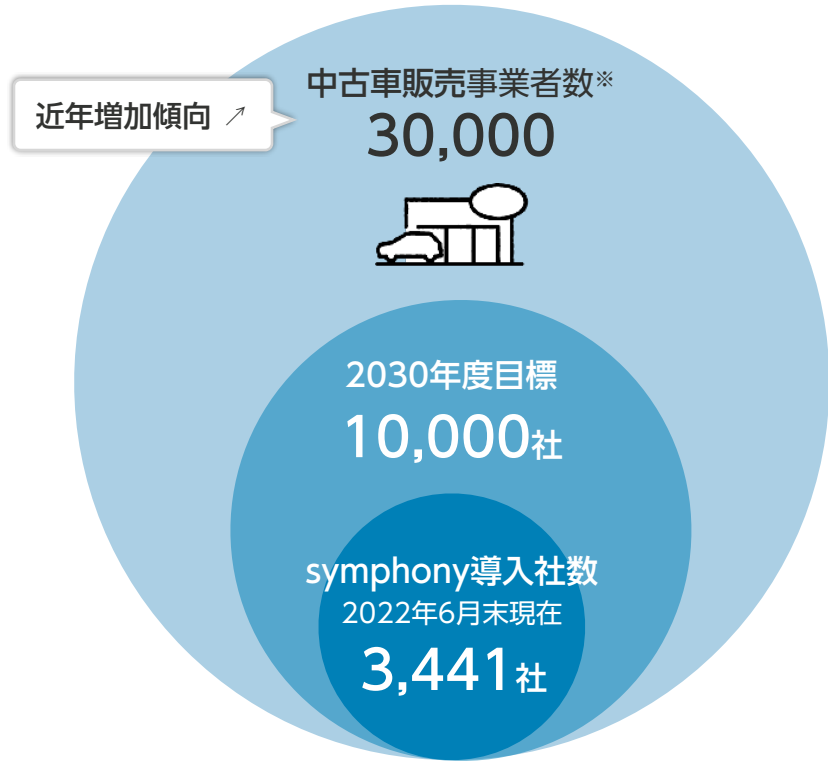 中古車販売事業者数※
近年増加傾向 ↗
30,000
2030年度目標
10,000社
symphony導入社数
2022年6月末現在
3,441社